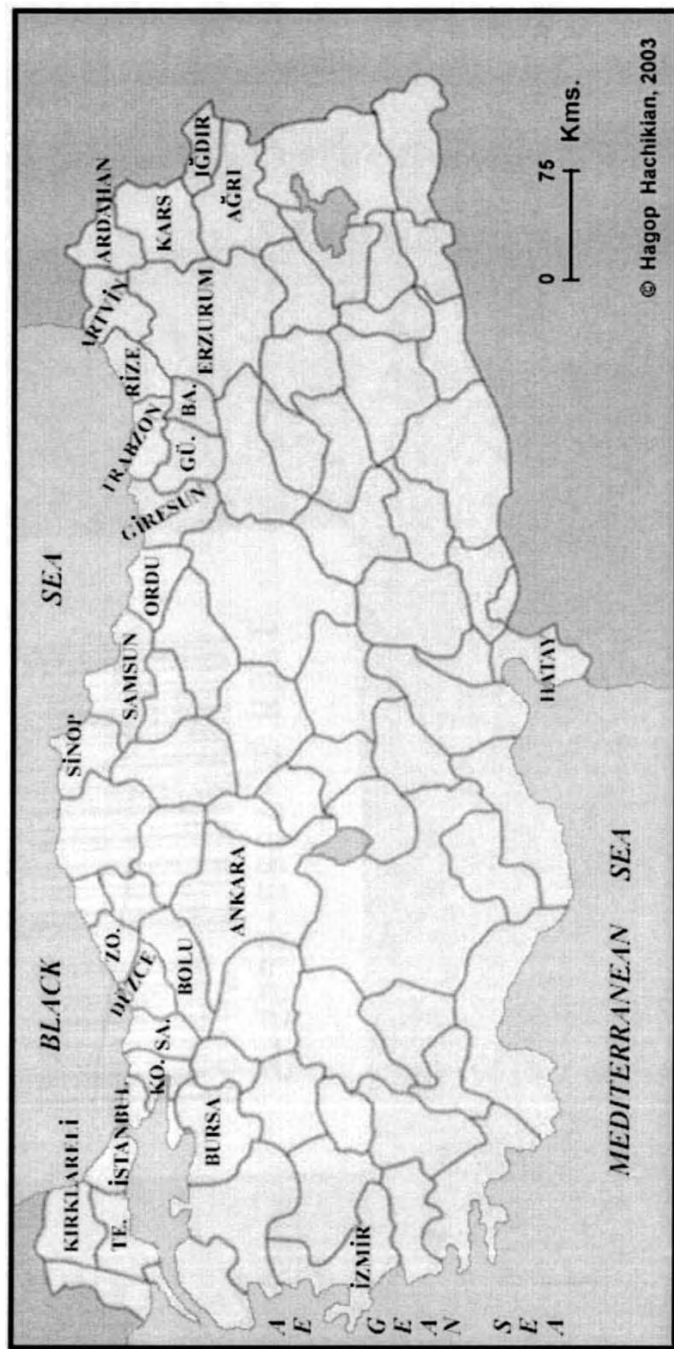 BLACK SEA
KIRKLARELİ
TE.
İSTANBUL
KO.
SA.
DÜZCE
ZO.
BOLU
BURSA
ANKARA
SİNOP
SAMSUN
ORDU
GİRESUN
TRABZON
GÜ.
BA.
RİZE
ARTVİN
ARDAHAN
KARS
IĞDIR
AĞRI
ERZURUM
İZMİR
HATAY
AEGEAN SEA
MEDITERRANEAN SEA
0 75 Kms.
© Hagop Hachikian, 2003